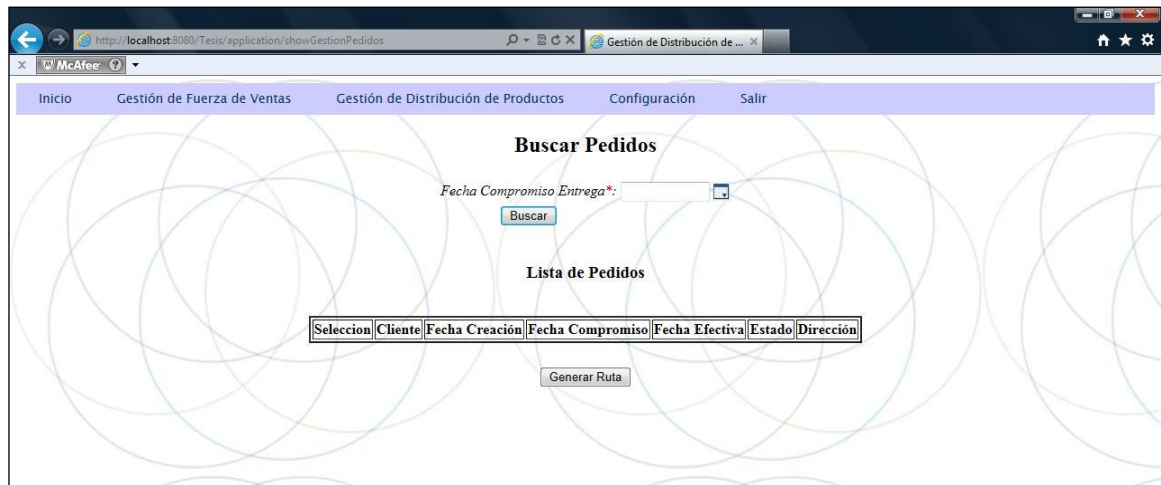 http://localhost:8080/Tesis/application/showGestionPedidos
Gestión de Distribución de ...
McAfee
Inicio Gestión de Fuerza de Ventas Gestión de Distribución de Productos Configuración Salir
Buscar Pedidos
Fecha Compromiso Entrega*:
Buscar
Lista de Pedidos
Seleccion Cliente Fecha Creación Fecha Compromiso Fecha Efectiva Estado Dirección
Generar Ruta